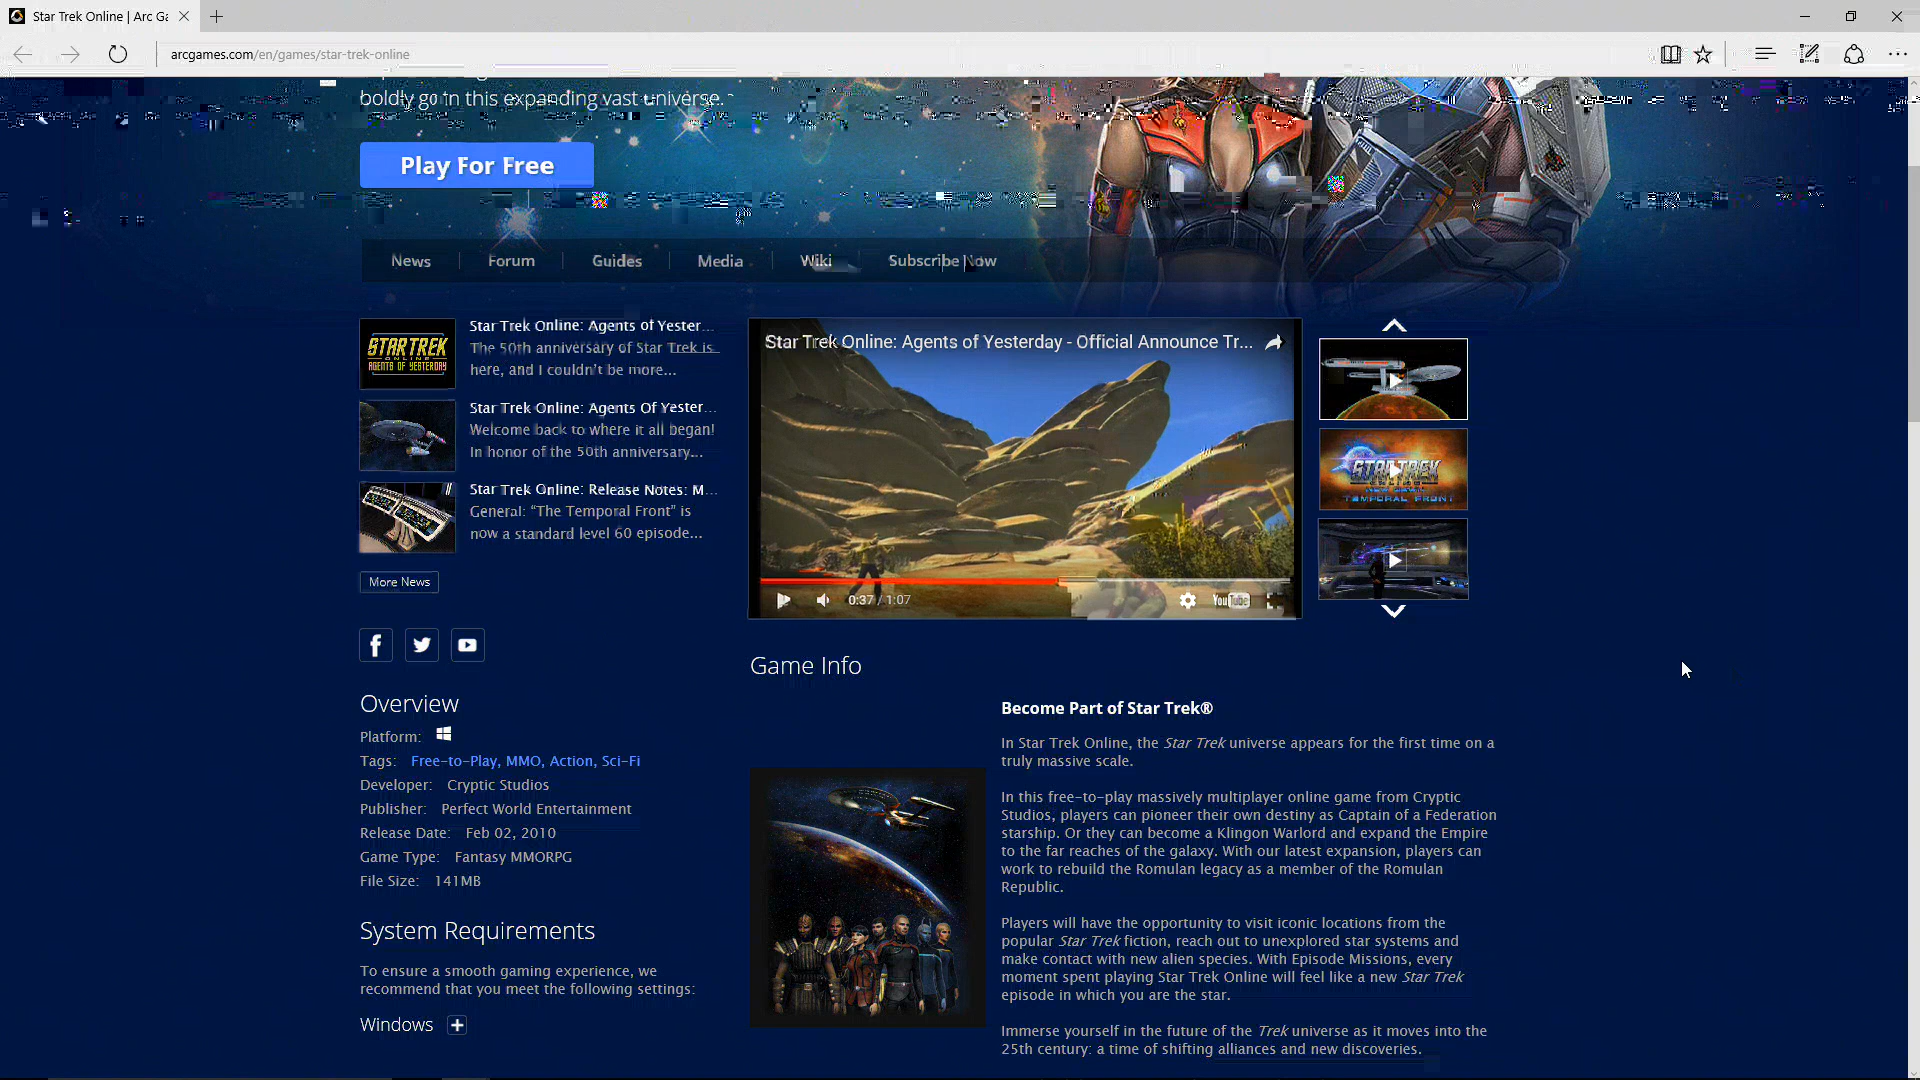 Star Trek Online | Arc Ga
arcgames.com/en/games/star-trek-online
boldly go in this expanding vast universe.
Play For Free
News
Forum
Guides
Media
Wiki
Subscribe Now
STAR TREK
ONLINE
AGENTS OF YESTERDAY
Star Trek Online: Agents of Yester...
The 50th anniversary of Star Trek is
here, and I couldn't be more...
Star Trek Online: Agents Of Yester...
Welcome back to where it all began!
In honor of the 50th anniversary...
Star Trek Online: Release Notes: M...
General: “The Temporal Front” is
now a standard level 60 episode...
More News
Star Trek Online: Agents of Yesterday - Official Announce Tr...
0:37 / 1:07
YouTube
STAR TREK
ONLINE
TEMPORAL FRONT
Overview
Platform:
Tags: Free-to-Play, MMO, Action, Sci-Fi
Developer: Cryptic Studios
Publisher: Perfect World Entertainment
Release Date: Feb 02, 2010
Game Type: Fantasy MMORPG
File Size: 141MB
System Requirements
To ensure a smooth gaming experience, we
recommend that you meet the following settings:
Windows +
Game Info
Become Part of Star Trek®
In Star Trek Online, the Star Trek universe appears for the first time on a
truly massive scale.
In this free-to-play massively multiplayer online game from Cryptic
Studios, players can pioneer their own destiny as Captain of a Federation
starship. Or they can become a Klingon Warlord and expand the Empire
to the far reaches of the galaxy. With our latest expansion, players can
work to rebuild the Romulan legacy as a member of the Romulan
Republic.
Players will have the opportunity to visit iconic locations from the
popular Star Trek fiction, reach out to unexplored star systems and
make contact with new alien species. With Episode Missions, every
moment spent playing Star Trek Online will feel like a new Star Trek
episode in which you are the star.
Immerse yourself in the future of the Trek universe as it moves into the
25th century: a time of shifting alliances and new discoveries.